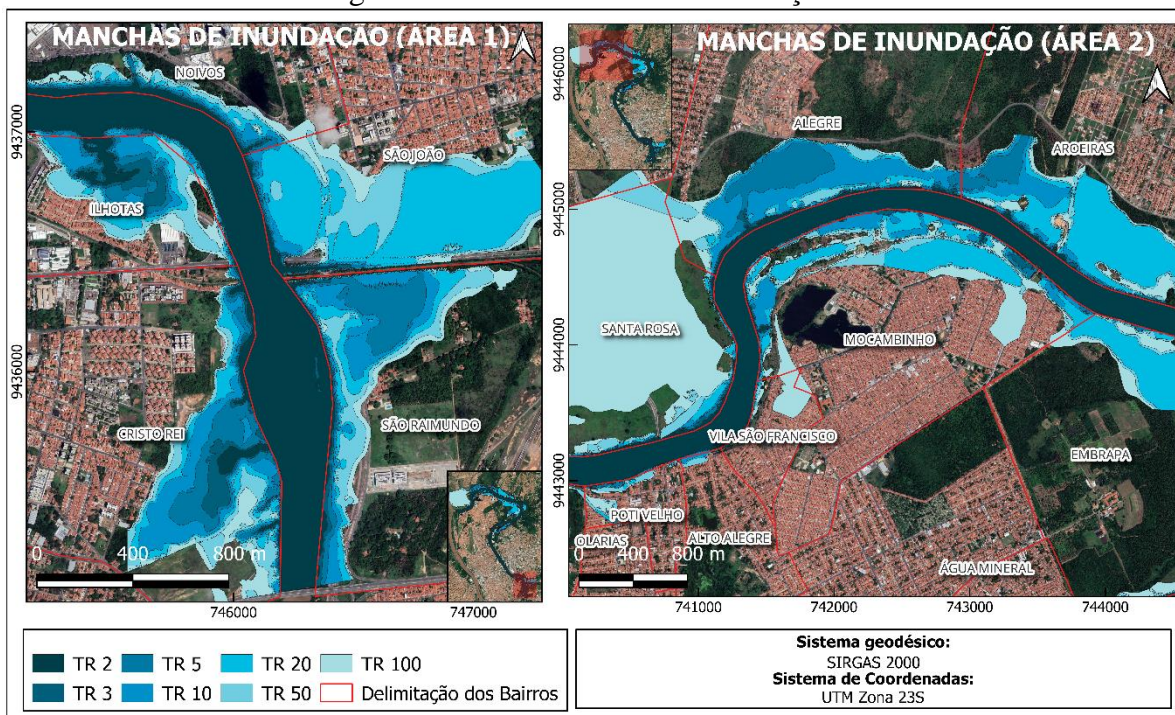 MANCHAS DE INUNDAÇÃO (ÁREA 1)
NOIVOS
SÃO JOÃO
ILHOTAS
CRISTO REI
SÃO RAIMUNDO
9437000
9436000
0 400 800 m
746000 747000
MANCHAS DE INUNDAÇÃO (ÁREA 2)
ALEGRE
AROEIRAS
SANTA ROSA
MOCAMBINHO
VILA SÃO FRANCISCO
EMBRAPA
POTI VELHO
OLARIAS
ALTO ALEGRE
ÁGUA MINERAL
9446000
9445000
9444000
9443000
0 400 800 m
741000 742000 743000 744000
TR 2 TR 5 TR 20 TR 100
TR 3 TR 10 TR 50 Delimitação dos Bairros
Sistema geodésico:
SIRGAS 2000
Sistema de Coordenadas:
UTM Zona 23S